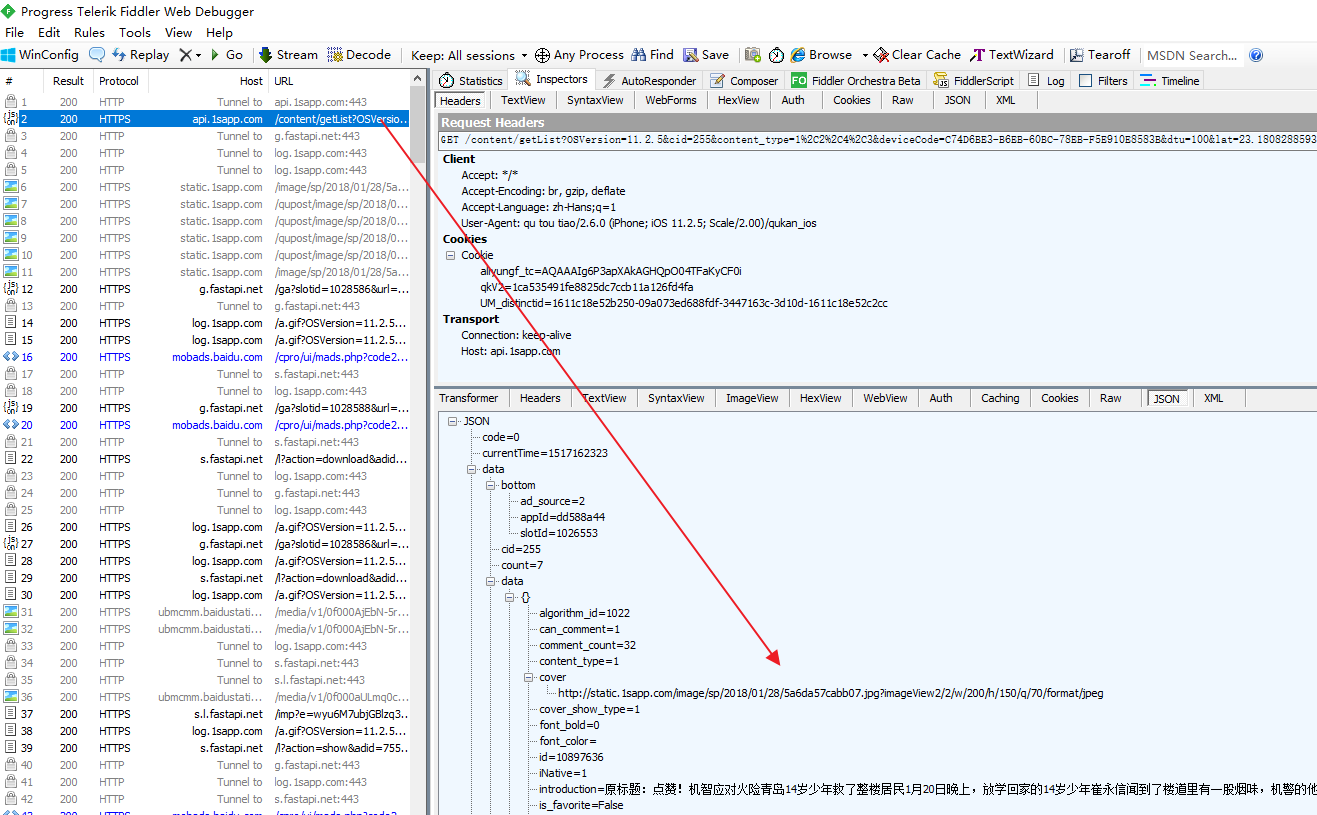 Progress Telerik Fiddler Web Debugger
File Edit Rules Tools View Help
WinConfig Replay Go Stream Decode Keep: All sessions Any Process Find Save Browse Clear Cache TextWizard Tearoff MSDN Search...
# Result Protocol Host URL
1 200 HTTP Tunnel to api.1sapp.com:443
2 200 HTTPS api.1sapp.com /content/getList?OSVersio...
3 200 HTTP Tunnel to g.fastapi.net:443
4 200 HTTP Tunnel to log.1sapp.com:443
5 200 HTTP Tunnel to log.1sapp.com:443
6 200 HTTPS static.1sapp.com /image/sp/2018/01/28/5a...
7 200 HTTPS static.1sapp.com /qupost/image/sp/2018/0...
8 200 HTTPS static.1sapp.com /qupost/image/sp/2018/0...
9 200 HTTPS static.1sapp.com /qupost/image/sp/2018/0...
10 200 HTTPS static.1sapp.com /qupost/image/sp/2018/0...
11 200 HTTPS static.1sapp.com /image/sp/2018/01/28/5a...
12 200 HTTPS g.fastapi.net /ga?slotid=1028586&url=...
13 200 HTTP Tunnel to g.fastapi.net:443
14 200 HTTPS log.1sapp.com /a.gif?OSVersion=11.2.5...
15 200 HTTPS log.1sapp.com /a.gif?OSVersion=11.2.5...
16 200 HTTPS mobads.baidu.com /cpro/ui/mads.php?code2...
17 200 HTTP Tunnel to s.fastapi.net:443
18 200 HTTP Tunnel to log.1sapp.com:443
19 200 HTTPS g.fastapi.net /ga?slotid=1028588&url=...
20 200 HTTPS mobads.baidu.com /cpro/ui/mads.php?code2...
21 200 HTTP Tunnel to s.fastapi.net:443
22 200 HTTPS s.fastapi.net /l?action=download&adid...
23 200 HTTP Tunnel to log.1sapp.com:443
24 200 HTTP Tunnel to g.fastapi.net:443
25 200 HTTP Tunnel to log.1sapp.com:443
26 200 HTTPS log.1sapp.com /a.gif?OSVersion=11.2.5...
27 200 HTTPS g.fastapi.net /ga?slotid=1028586&url=...
28 200 HTTPS log.1sapp.com /a.gif?OSVersion=11.2.5...
29 200 HTTPS s.fastapi.net /l?action=download&adid...
30 200 HTTPS log.1sapp.com /a.gif?OSVersion=11.2.5...
31 200 HTTPS ubmcmm.baidustati... /media/v1/0f000AjEbN-5r...
32 200 HTTPS ubmcmm.baidustati... /media/v1/0f000AjEbN-5r...
33 200 HTTP Tunnel to log.1sapp.com:443
34 200 HTTP Tunnel to s.fastapi.net:443
35 200 HTTP Tunnel to s.l.fastapi.net:443
36 200 HTTPS ubmcmm.baidustati... /media/v1/0f000aULmq0c...
37 200 HTTPS s.l.fastapi.net /imp?e=wyu6M7ubjGBlzq3...
38 200 HTTPS log.1sapp.com /a.gif?OSVersion=11.2.5...
39 200 HTTPS s.fastapi.net /l?action=show&adid=755...
40 200 HTTP Tunnel to g.fastapi.net:443
41 200 HTTP Tunnel to log.1sapp.com:443
42 200 HTTP Tunnel to s.fastapi.net:443
Statistics Inspectors AutoResponder Composer FO Fiddler Orchestra Beta FiddlerScript Log Filters Timeline
Headers TextView SyntaxView WebForms HexView Auth Cookies Raw JSON XML
Request Headers
GET /content/getList?OSVersion=11.2.5&cid=255&content_type=1%2C2%2C4%2C3&deviceCode=C74D6BE3-B6EB-60BC-78EB-F5E910E8583B&dtu=100&lat=23.1808288593
Client
Accept: */*
Accept-Encoding: br, gzip, deflate
Accept-Language: zh-Hans;q=1
User-Agent: qu tou tiao/2.6.0 (iPhone; iOS 11.2.5; Scale/2.00)/qukan_ios
Cookies
Cookie
aliyungf_tc=AQAAAIg6P3apXAkAGHQpO04TFaKyCF0i
qkV2=1ca535491fe8825dc7ccb11a126fd4fa
UM_distinctid=1611c18e52b250-09a073ed688fdf-3447163c-3d10d-1611c18e52c2cc
Transport
Connection: keep-alive
Host: api.1sapp.com
Transformer Headers TextView SyntaxView ImageView HexView WebView Auth Caching Cookies Raw JSON XML
JSON
code=0
currentTime=1517162323
data
bottom
ad_source=2
appId=dd588a44
slotId=1026553
cid=255
count=7
data
{}
algorithm_id=1022
can_comment=1
comment_count=32
content_type=1
cover
http://static.1sapp.com/image/sp/2018/01/28/5a6da57cabb07.jpg?imageView2/2/w/200/h/150/q/70/format/jpeg
cover_show_type=1
font_bold=0
font_color=
id=10897636
iNative=1
introduction=原标题：点赞！机智应对火险青岛14岁少年救了整楼居民1月20日晚上，放学回家的14岁少年崔永信闻到了楼道里有一股烟味，机警的他
is_favorite=False